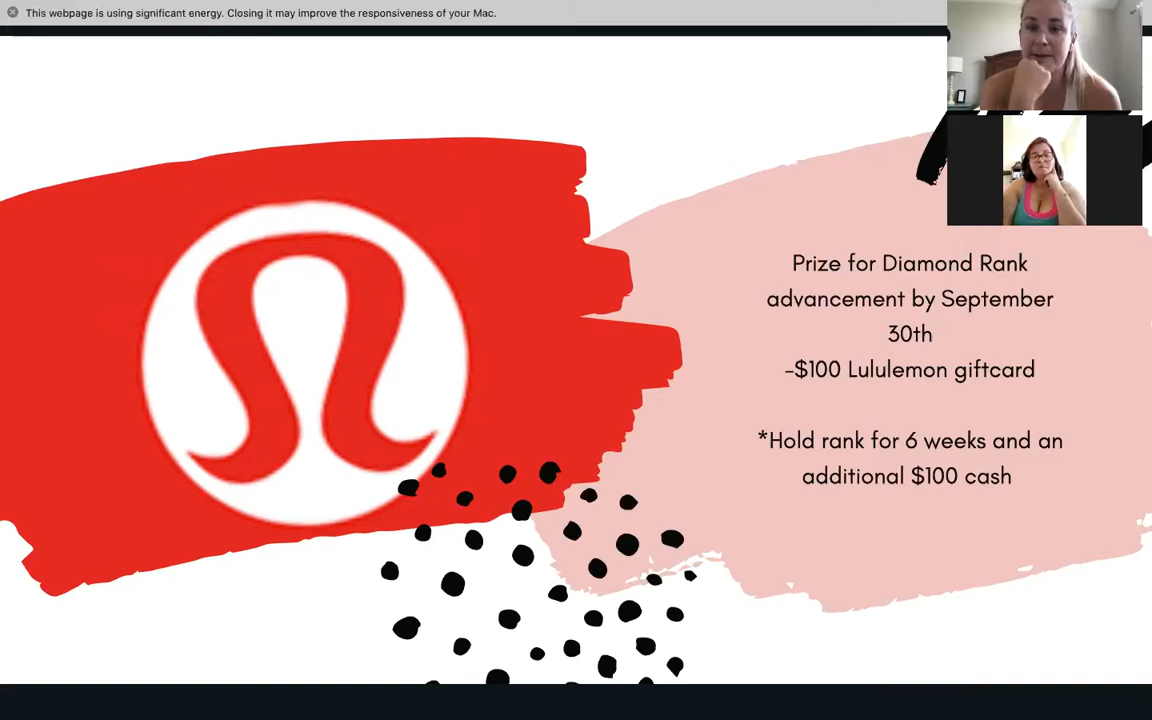 This webpage is using significant energy. Closing it may improve the responsiveness of your Mac.
Prize for Diamond Rank
advancement by September
30th
-$100 Lululemon giftcard
*Hold rank for 6 weeks and an
additional $100 cash